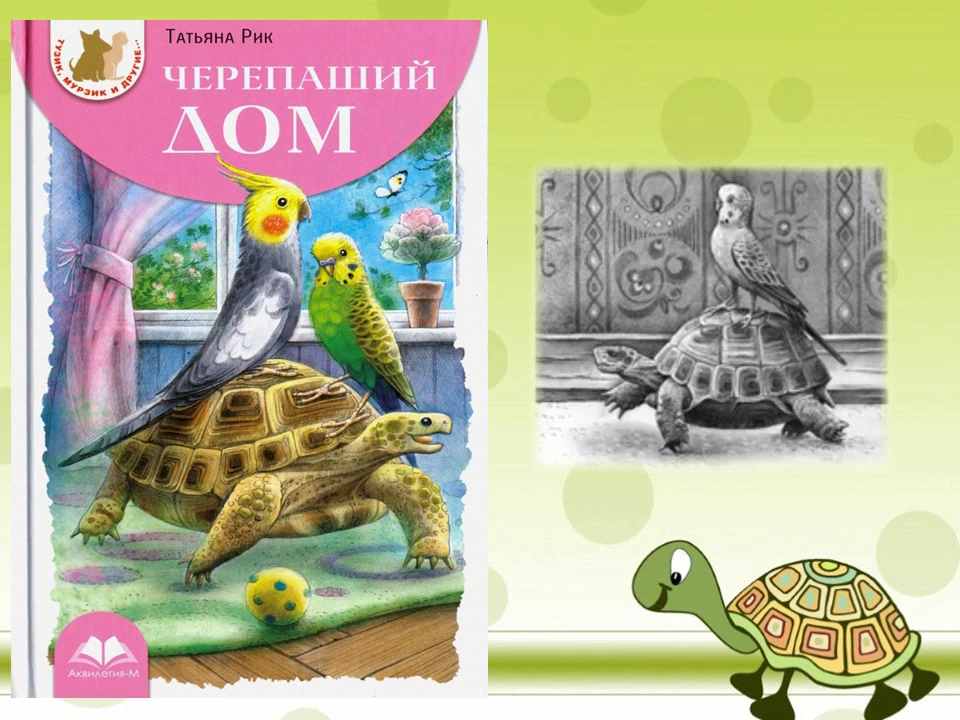 Татьяна Рик
ЧЕРЕПАШИЙ
ДОМ
ТУЗИК, МУРЗИК И ДРУГИЕ...
Аквилегия-М